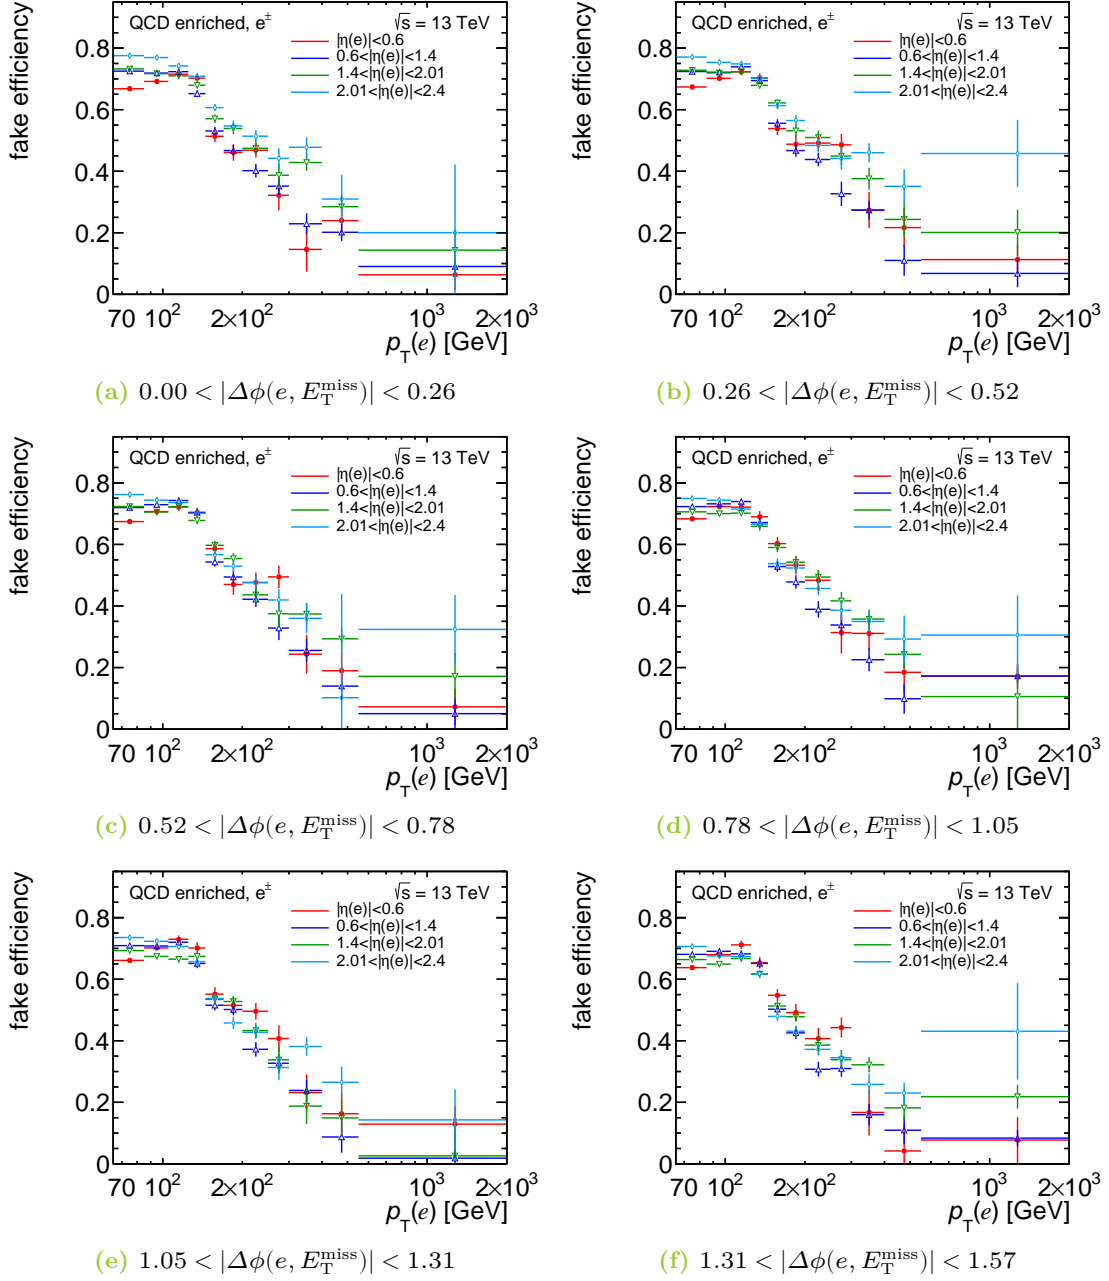 fake efficiency
QCD enriched, e±
√s = 13 TeV
|η(e)|<0.6
0.6<|η(e)|<1.4
1.4<|η(e)|<2.01
2.01<|η(e)|<2.4
0.8
0.6
0.4
0.2
0
70 10² 2×10² 10³ 2×10³
p_T(e) [GeV]
(a) 0.00 < |Δϕ(e, E_T^miss)| < 0.26
fake efficiency
QCD enriched, e±
√s = 13 TeV
|η(e)|<0.6
0.6<|η(e)|<1.4
1.4<|η(e)|<2.01
2.01<|η(e)|<2.4
0.8
0.6
0.4
0.2
0
70 10² 2×10² 10³ 2×10³
p_T(e) [GeV]
(b) 0.26 < |Δϕ(e, E_T^miss)| < 0.52
fake efficiency
QCD enriched, e±
√s = 13 TeV
|η(e)|<0.6
0.6<|η(e)|<1.4
1.4<|η(e)|<2.01
2.01<|η(e)|<2.4
0.8
0.6
0.4
0.2
0
70 10² 2×10² 10³ 2×10³
p_T(e) [GeV]
(c) 0.52 < |Δϕ(e, E_T^miss)| < 0.78
fake efficiency
QCD enriched, e±
√s = 13 TeV
|η(e)|<0.6
0.6<|η(e)|<1.4
1.4<|η(e)|<2.01
2.01<|η(e)|<2.4
0.8
0.6
0.4
0.2
0
70 10² 2×10² 10³ 2×10³
p_T(e) [GeV]
(d) 0.78 < |Δϕ(e, E_T^miss)| < 1.05
fake efficiency
QCD enriched, e±
√s = 13 TeV
|η(e)|<0.6
0.6<|η(e)|<1.4
1.4<|η(e)|<2.01
2.01<|η(e)|<2.4
0.8
0.6
0.4
0.2
0
70 10² 2×10² 10³ 2×10³
p_T(e) [GeV]
(e) 1.05 < |Δϕ(e, E_T^miss)| < 1.31
fake efficiency
QCD enriched, e±
√s = 13 TeV
|η(e)|<0.6
0.6<|η(e)|<1.4
1.4<|η(e)|<2.01
2.01<|η(e)|<2.4
0.8
0.6
0.4
0.2
0
70 10² 2×10² 10³ 2×10³
p_T(e) [GeV]
(f) 1.31 < |Δϕ(e, E_T^miss)| < 1.57